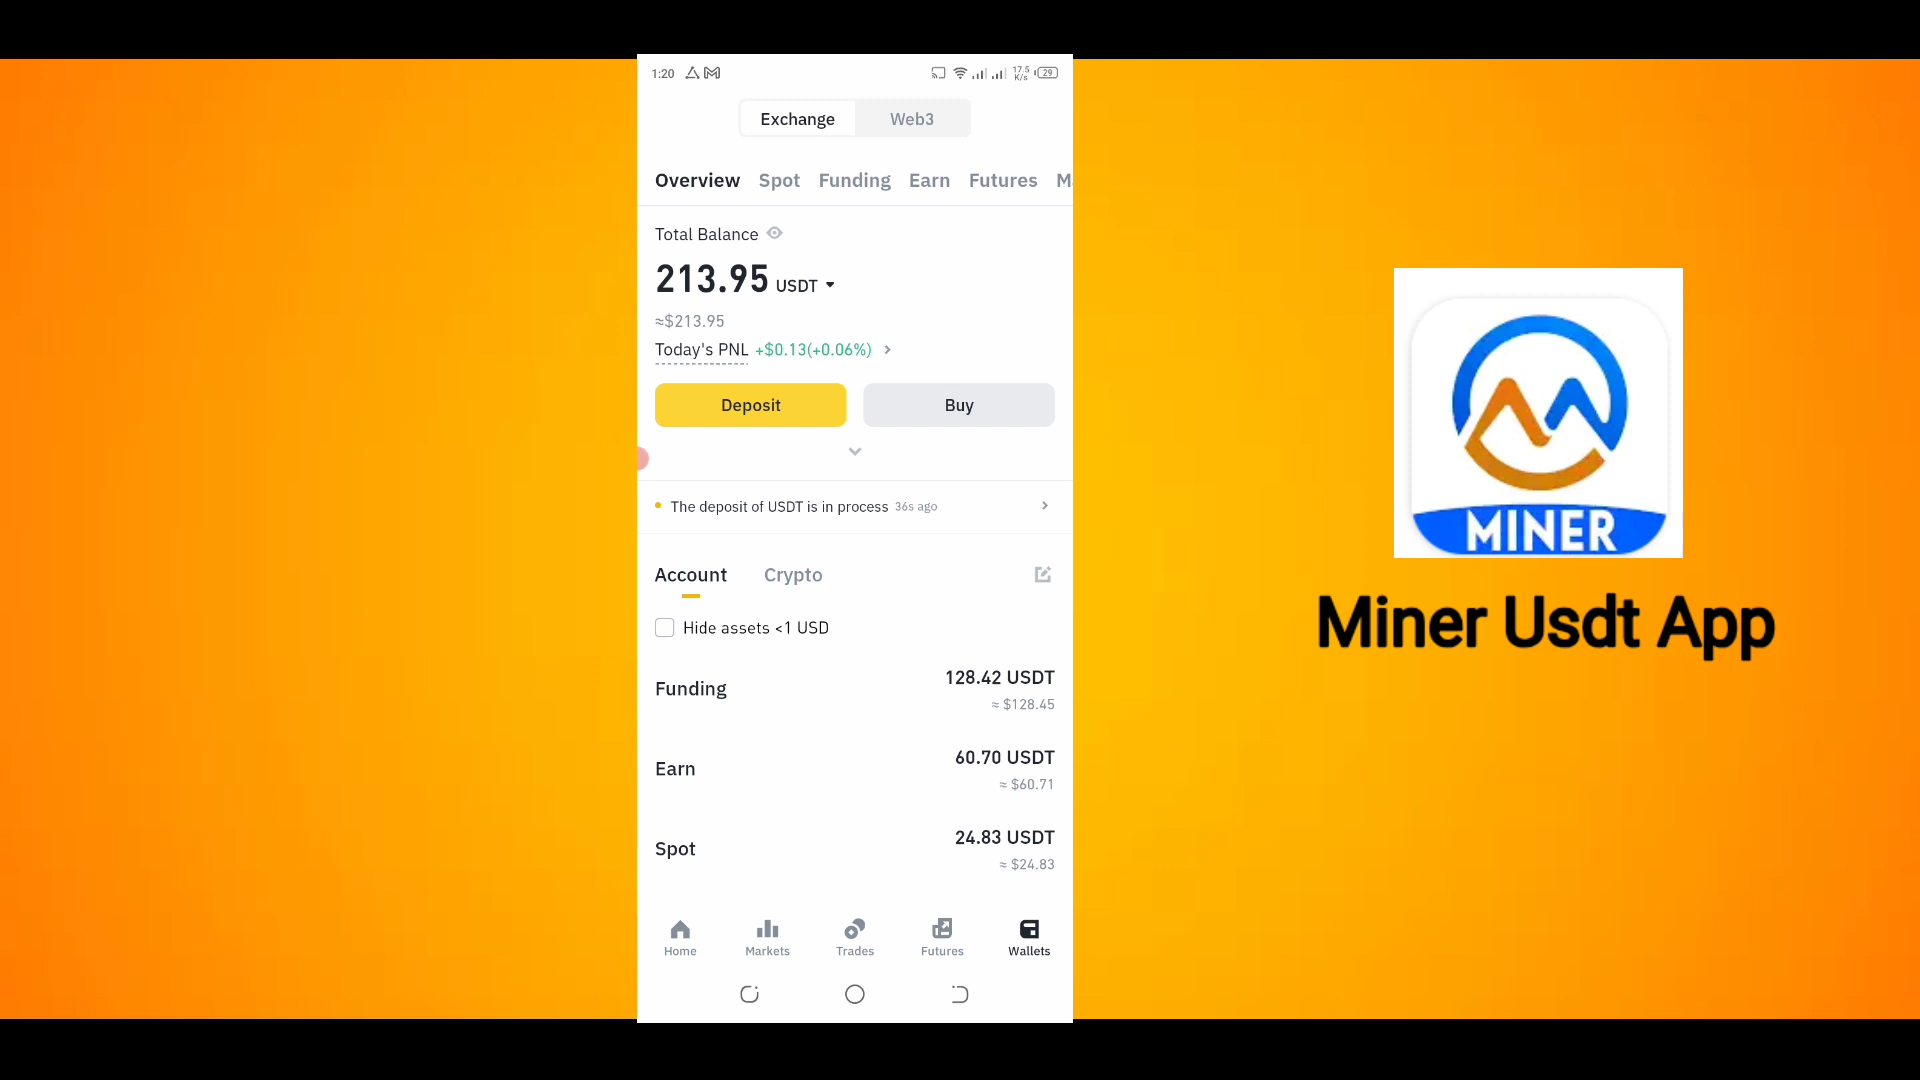 1:20
17.5 K/s
29
Exchange Web3
Overview Spot Funding Earn Futures M
Total Balance
213.95 USDT
≈$213.95
Today's PNL +$0.13(+0.06%)
Deposit Buy
The deposit of USDT is in process 36s ago
Account Crypto
Hide assets <1 USD
Funding 128.42 USDT
≈ $128.45
Earn 60.70 USDT
≈ $60.71
Spot 24.83 USDT
≈ $24.83
Home Markets Trades Futures Wallets
MINER
Miner Usdt App